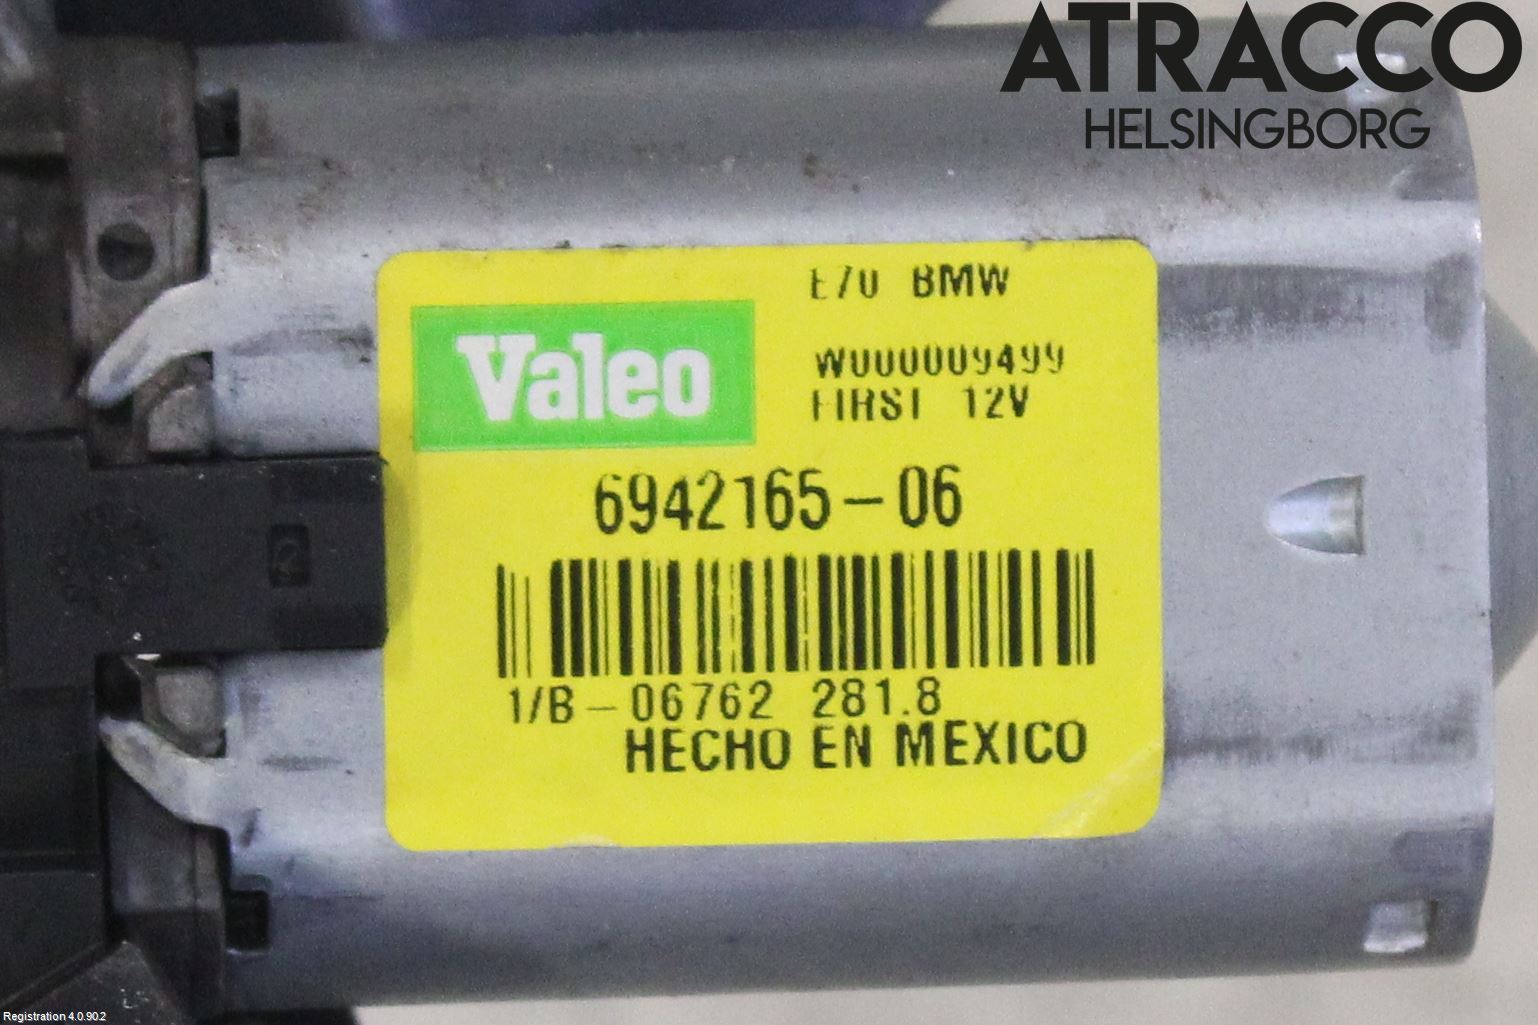 ATRACCO
HELSINGBORG
E70 BMW
Valeo
W000009499
FIRST 12V
6942165-06
1/B-06762 281.8
HECHO EN MEXICO
Registration 4.0.90.2